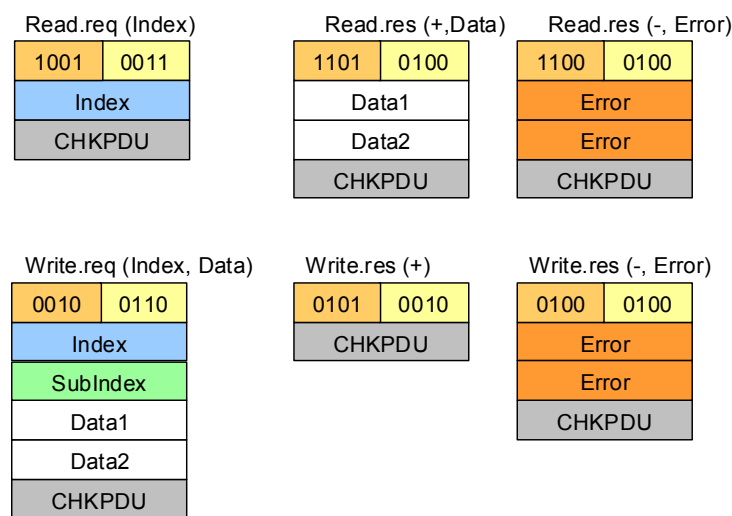 Read.req (Index)
1001 0011
Index
CHKPDU
Read.res (+,Data)
1101 0100
Data1
Data2
CHKPDU
Read.res (-, Error)
1100 0100
Error
Error
CHKPDU
Write.req (Index, Data)
0010 0110
Index
SubIndex
Data1
Data2
CHKPDU
Write.res (+)
0101 0010
CHKPDU
Write.res (-, Error)
0100 0100
Error
Error
CHKPDU